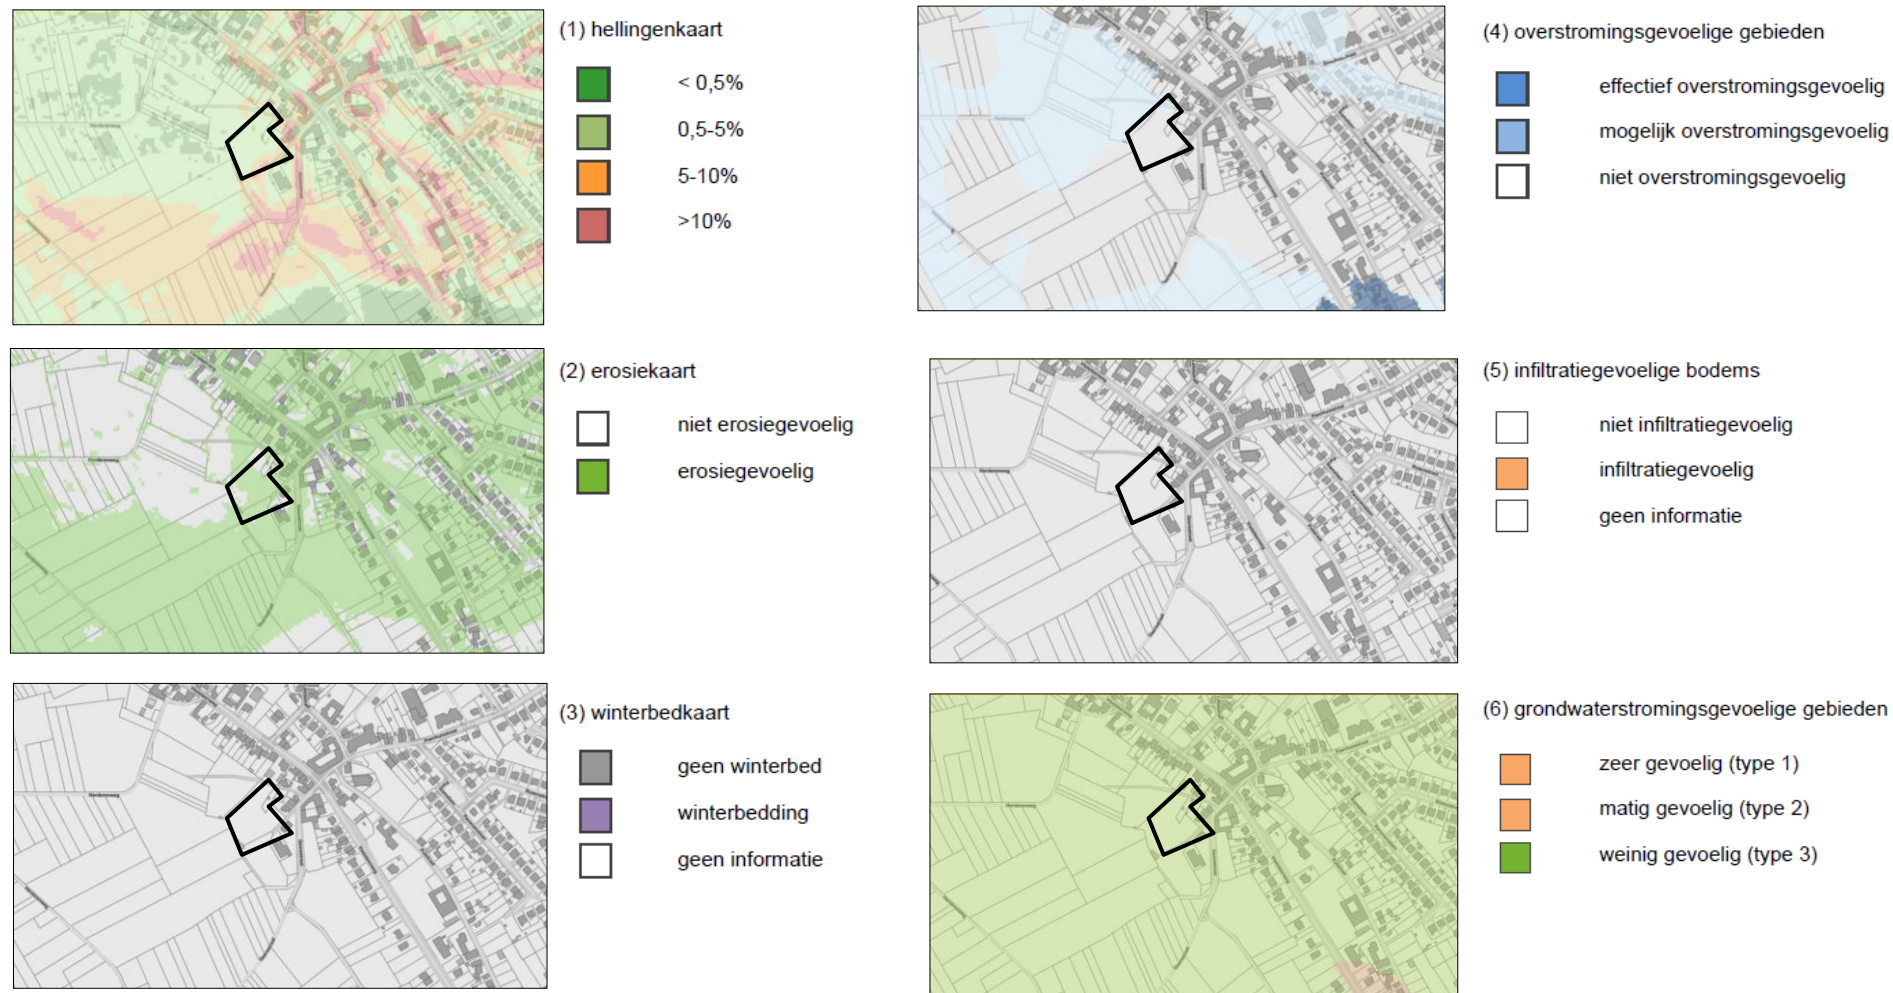 (1) hellingenkaart
< 0,5%
0,5-5%
5-10%
>10%
(2) erosiekaart
niet erosiegevoelig
erosiegevoelig
(3) winterbedkaart
geen winterbed
winterbedding
geen informatie
(4) overstromingsgevoelige gebieden
effectief overstromingsgevoelig
mogelijk overstromingsgevoelig
niet overstromingsgevoelig
(5) infiltratiegevoelige bodems
niet infiltratiegevoelig
infiltratiegevoelig
geen informatie
(6) grondwaterstromingsgevoelige gebieden
zeer gevoelig (type 1)
matig gevoelig (type 2)
weinig gevoelig (type 3)